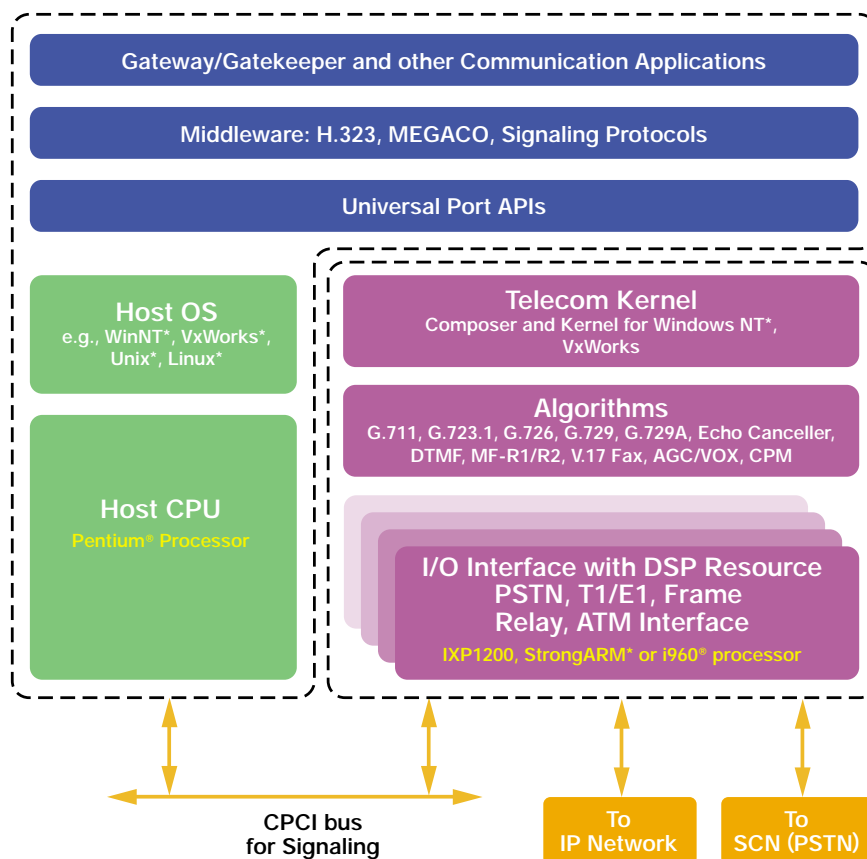 Gateway/Gatekeeper and other Communication Applications
Middleware: H.323, MEGACO, Signaling Protocols
Universal Port APIs
Host OS
e.g., WinNT*, VxWorks*,
Unix*, Linux*
Telecom Kernel
Composer and Kernel for Windows NT*,
VxWorks
Algorithms
G.711, G.723.1, G.726, G.729, G.729A, Echo Canceller,
DTMF, MF-R1/R2, V.17 Fax, AGC/VOX, CPM
Host CPU
Pentium® Processor
I/O Interface with DSP Resource
PSTN, T1/E1, Frame
Relay, ATM Interface
IXP1200, StrongARM* or i960® processor
CPCI bus
for Signaling
To
IP Network
To
SCN (PSTN)